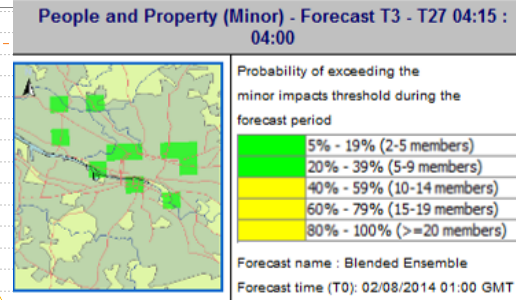 People and Property (Minor) - Forecast T3 - T27 04:15 :
04:00
Probability of exceeding the
minor impacts threshold during the
forecast period
5% - 19% (2-5 members)
20% - 39% (5-9 members)
40% - 59% (10-14 members)
60% - 79% (15-19 members)
80% - 100% (>=20 members)
Forecast name : Blended Ensemble
Forecast time (T0): 02/08/2014 01:00 GMT